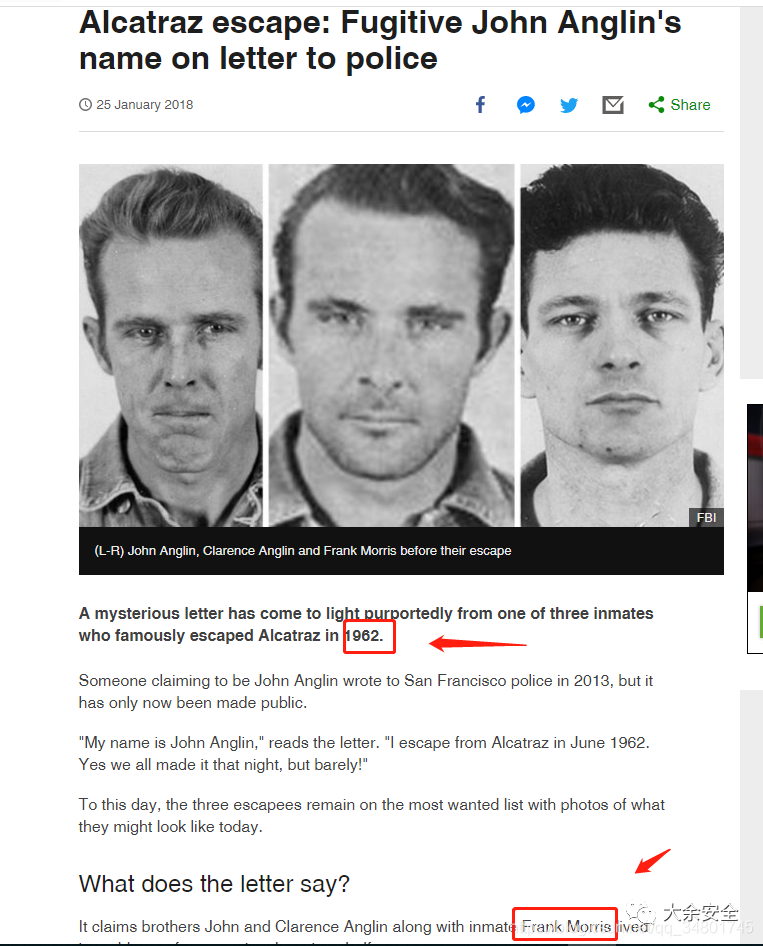 Alcatraz escape: Fugitive John Anglin's
name on letter to police
25 January 2018
Share
FBI
(L-R) John Anglin, Clarence Anglin and Frank Morris before their escape
A mysterious letter has come to light purportedly from one of three inmates
who famously escaped Alcatraz in 1962.
Someone claiming to be John Anglin wrote to San Francisco police in 2013, but it
has only now been made public.
"My name is John Anglin," reads the letter. "I escape from Alcatraz in June 1962.
Yes we all made it that night, but barely!"
To this day, the three escapees remain on the most wanted list with photos of what
they might look like today.
What does the letter say?
大余安全
It claims brothers John and Clarence Anglin along with inmate Frank Morris lived
qq_34801745